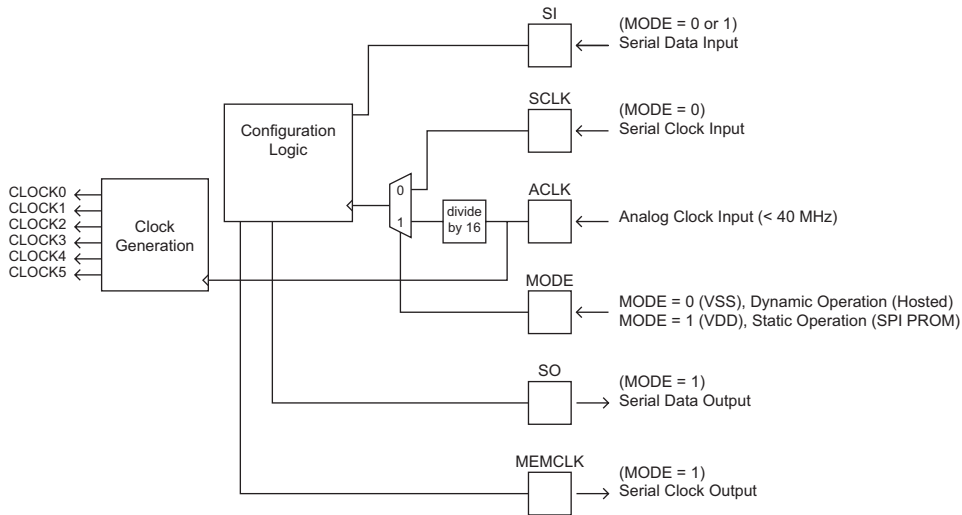 SI
(MODE = 0 or 1)
Serial Data Input
SCLK
(MODE = 0)
Serial Clock Input
Configuration
Logic
0
1
divide
by 16
ACLK
Analog Clock Input (< 40 MHz)
CLOCK0
CLOCK1
CLOCK2
CLOCK3
CLOCK4
CLOCK5
Clock
Generation
MODE
MODE = 0 (VSS), Dynamic Operation (Hosted)
MODE = 1 (VDD), Static Operation (SPI PROM)
SO
(MODE = 1)
Serial Data Output
MEMCLK
(MODE = 1)
Serial Clock Output